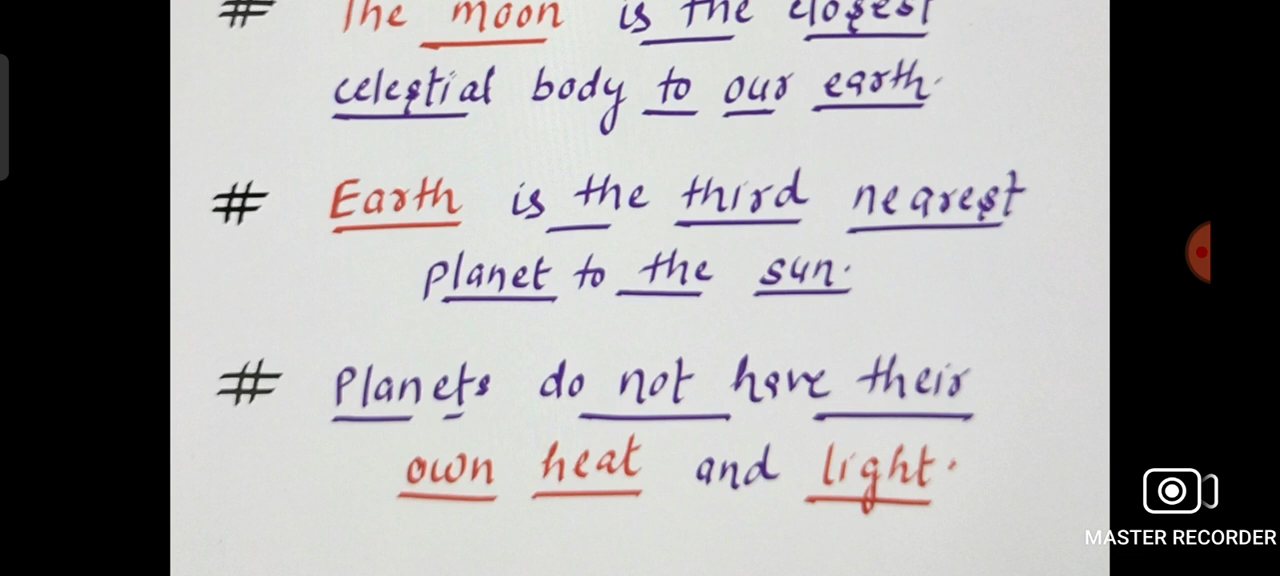 # The moon is the closest
celestial body to our earth.
# Earth is the third nearest
planet to the sun.
# Planets do not have their
own heat and light.
MASTER RECORDER